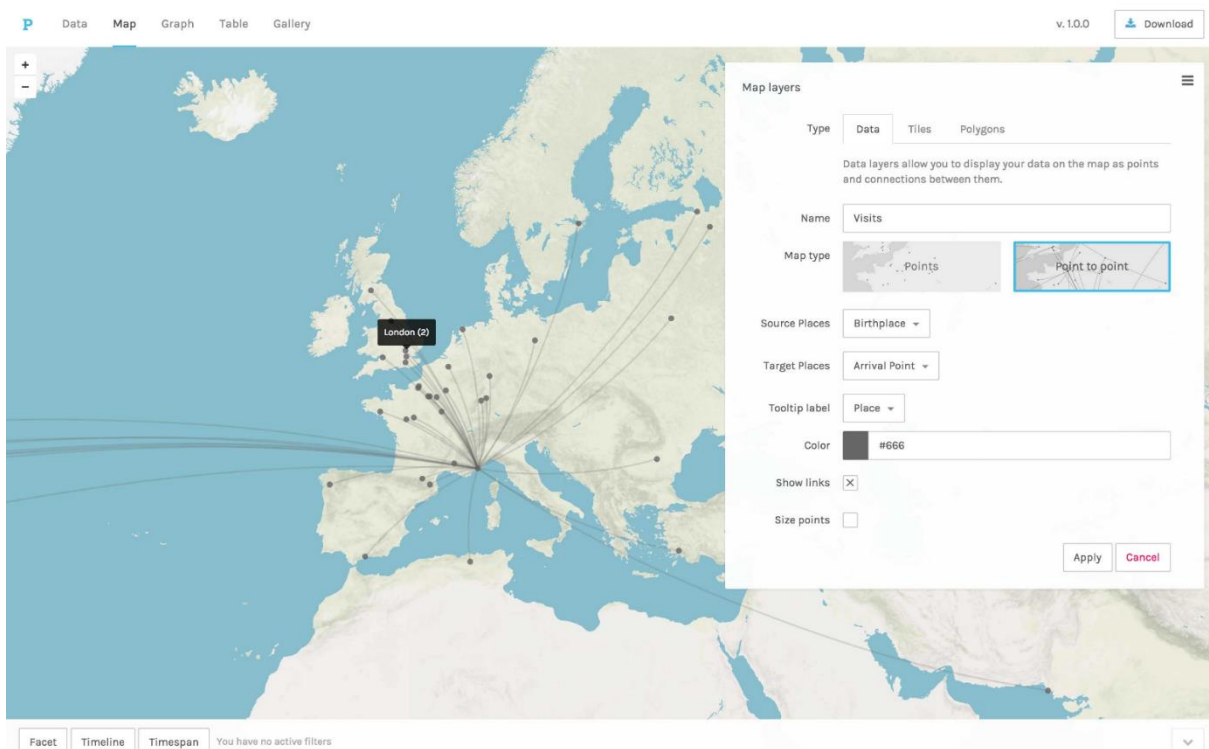 P Data Map Graph Table Gallery v. 1.0.0 Download
+
-
Map layers
Type Data Tiles Polygons
Data layers allow you to display your data on the map as points
and connections between them.
Name Visits
Map type Points Point to point
Source Places Birthplace
London (2)
Target Places Arrival Point
Tooltip label Place
Color #666
Show links
Size points
Apply Cancel
Facet Timeline Timespan You have no active filters